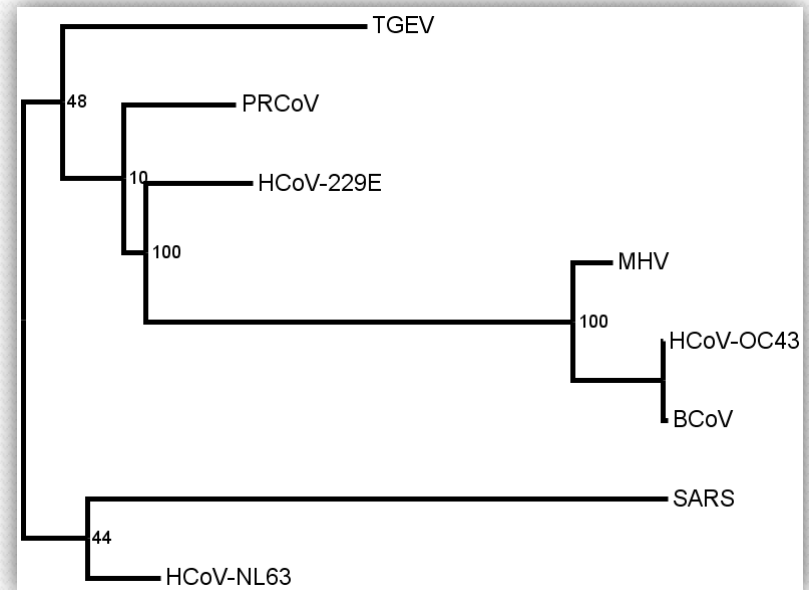 TGEV
48
PRCoV
10
HCoV-229E
100
MHV
100
HCoV-OC43
BCoV
SARS
44
HCoV-NL63